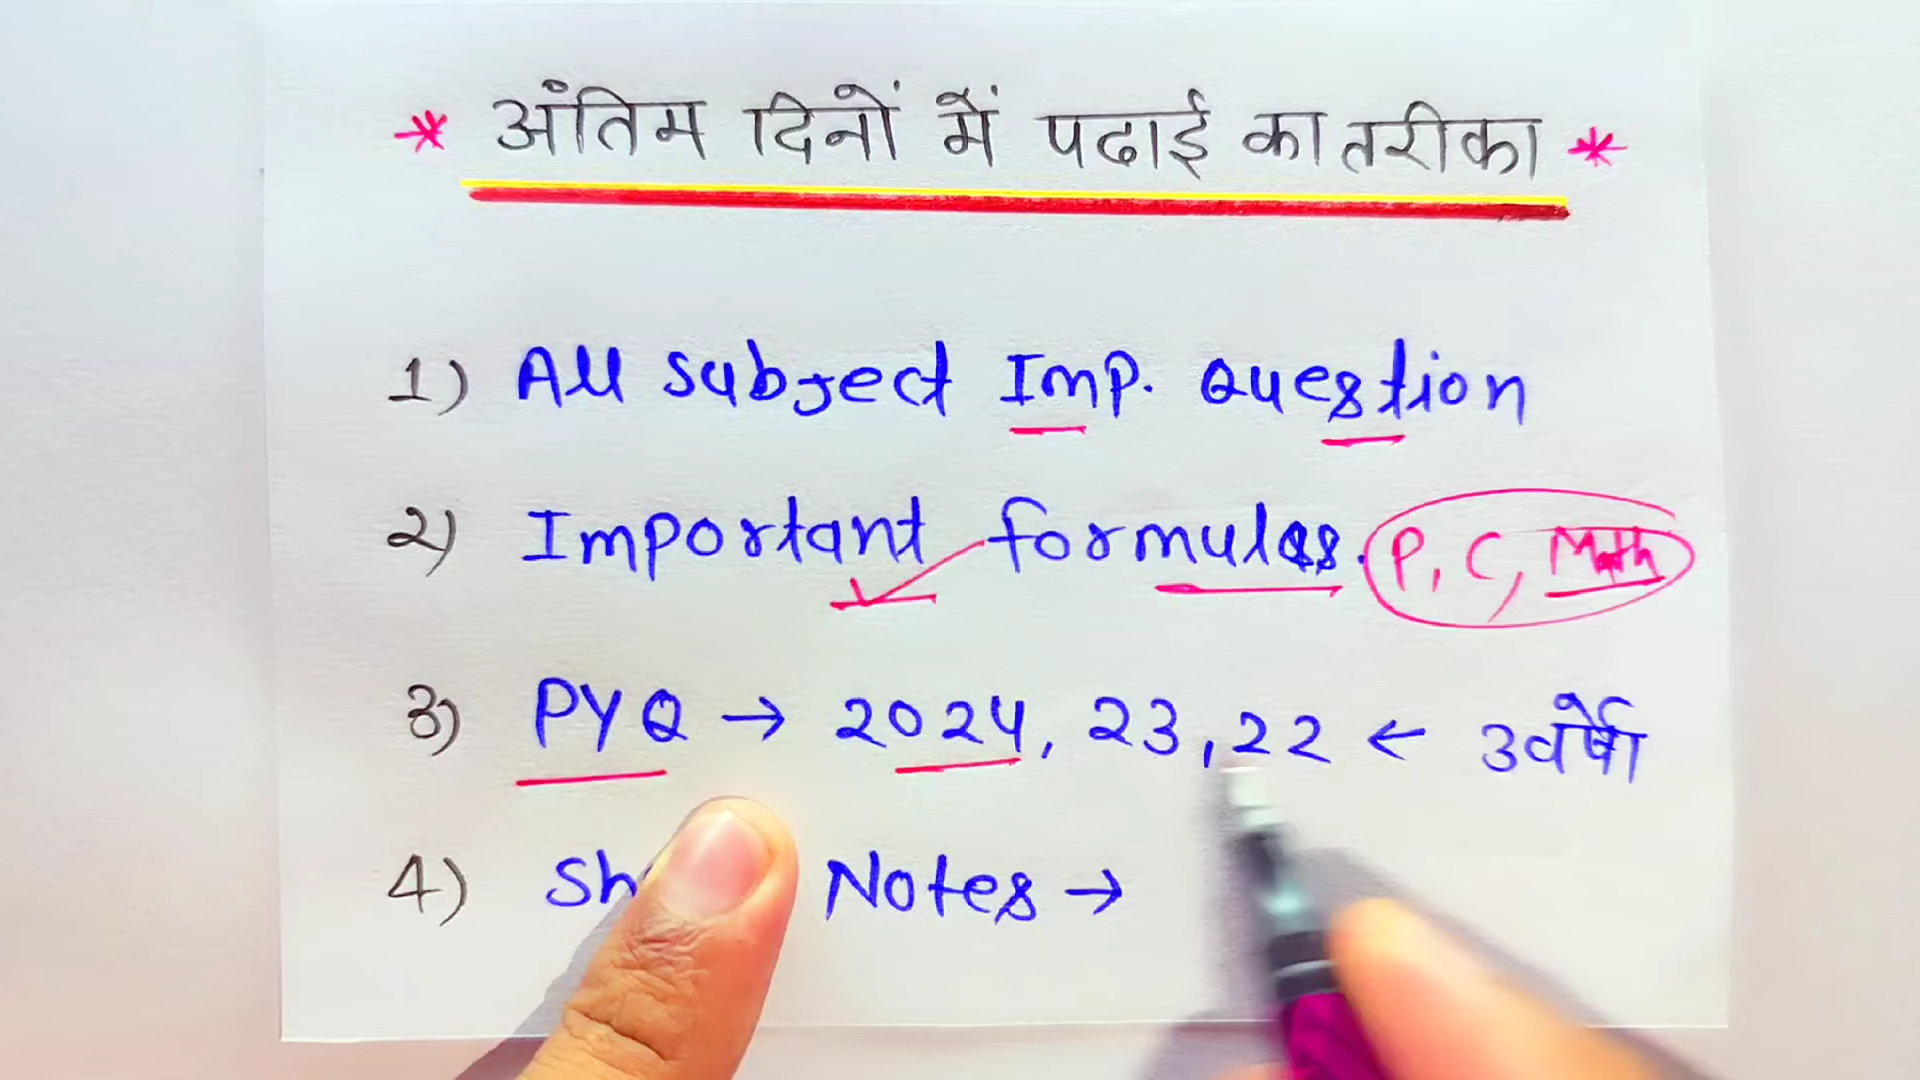 * अंतिम दिनों में पढाई का तरीका *
1) All Subject Imp. Question
2) Important formulas. P, C, Math
3) PYQ → 2024, 23, 22 ← 3 वर्षो
4) Notes →